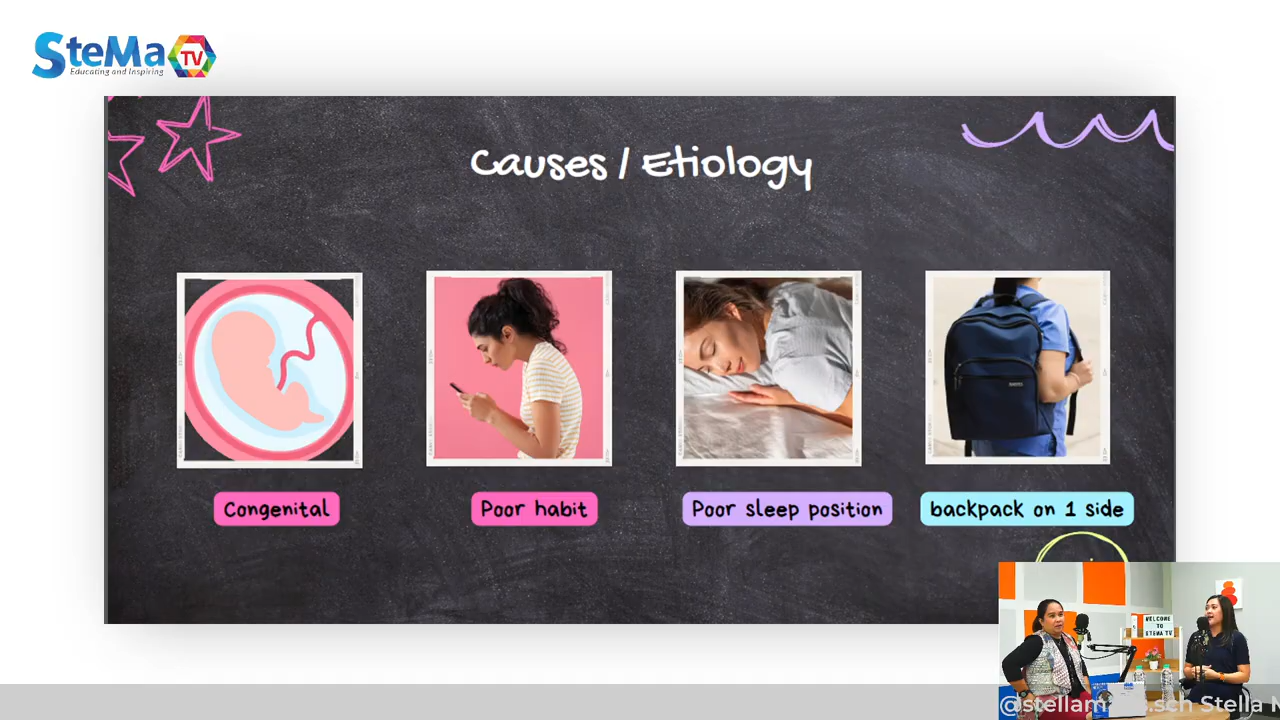 SteMa TV
Educating and Inspiring
Causes / Etiology
Congenital
Poor habit
Poor sleep position
backpack on 1 side
WELCOME
TO
STEMA TV
Stella